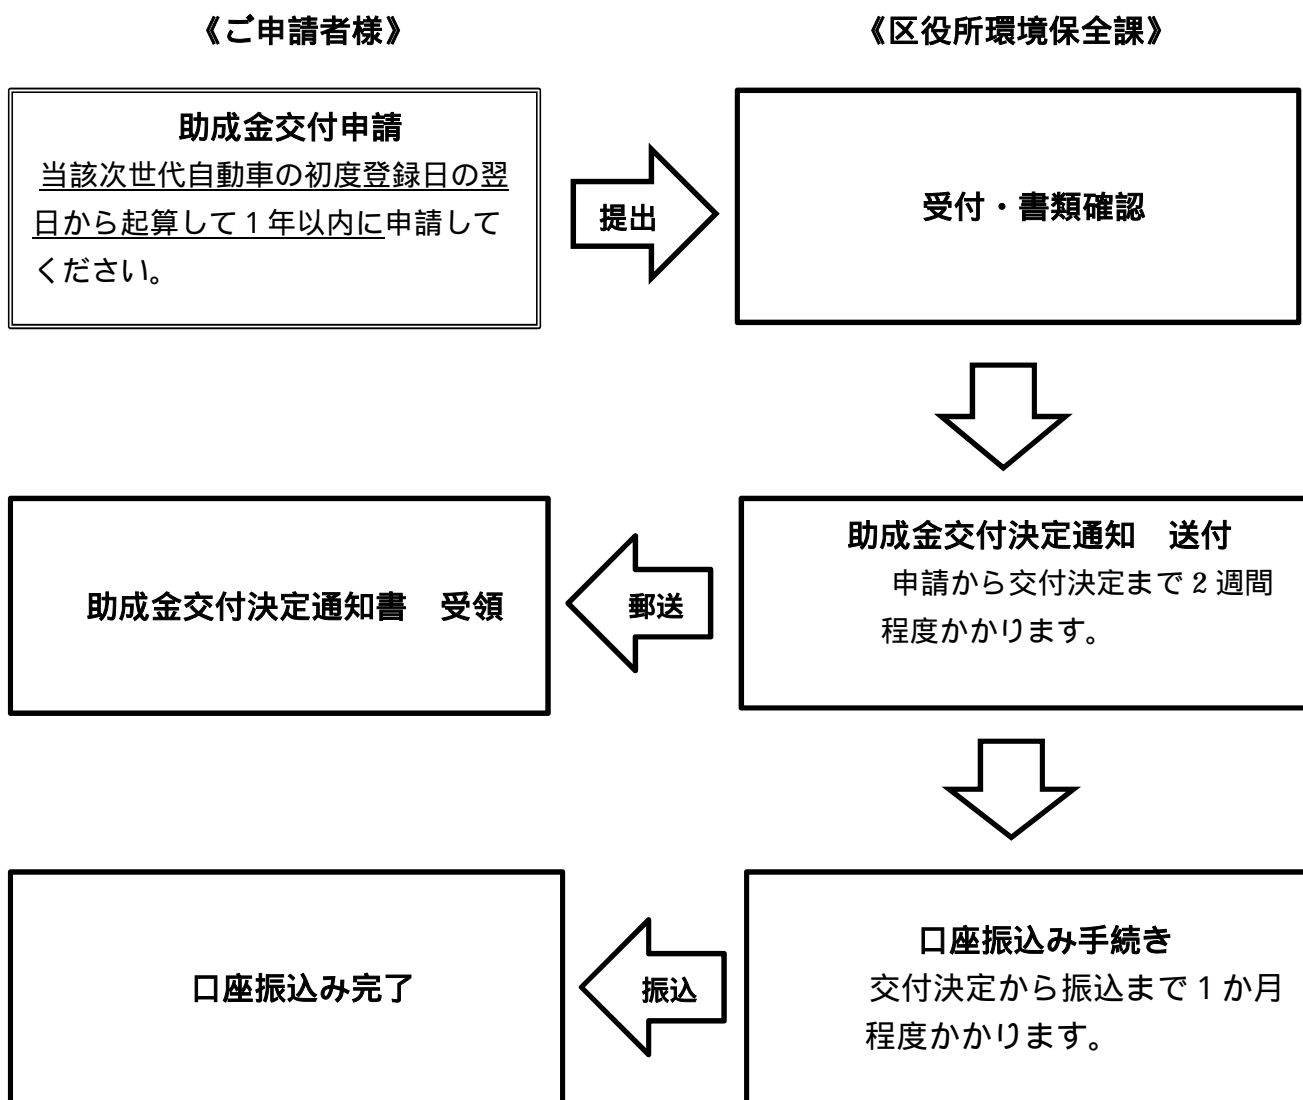 《ご申請者様》
《区役所環境保全課》
助成金交付申請
当該次世代自動車の初度登録日の翌
日から起算して1年以内に申請して
ください。
提出
受付・書類確認
助成金交付決定通知　送付
申請から交付決定まで2週間
程度かかります。
郵送
助成金交付決定通知書　受領
口座振込み手続き
交付決定から振込まで1か月
程度かかります。
振込
口座振込み完了